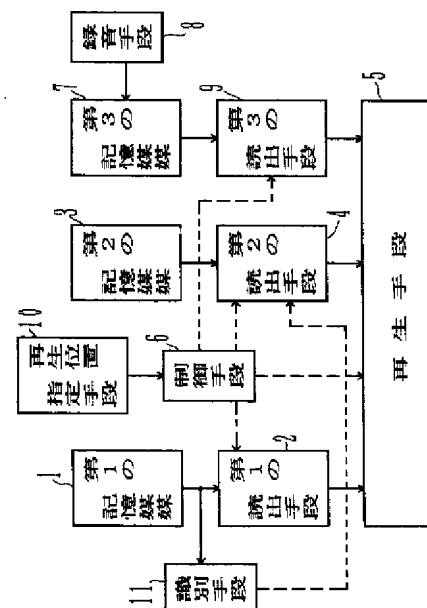 10
再生位置
指定手段
1
第1の
記憶媒体
3
第2の
記憶媒体
7
第3の
記憶媒体
録音手段
8
6
制御手段
11
識別手段
第1の
読出手段
2
第2の
読出手段
4
9
第3の
読出手段
再生手段
5